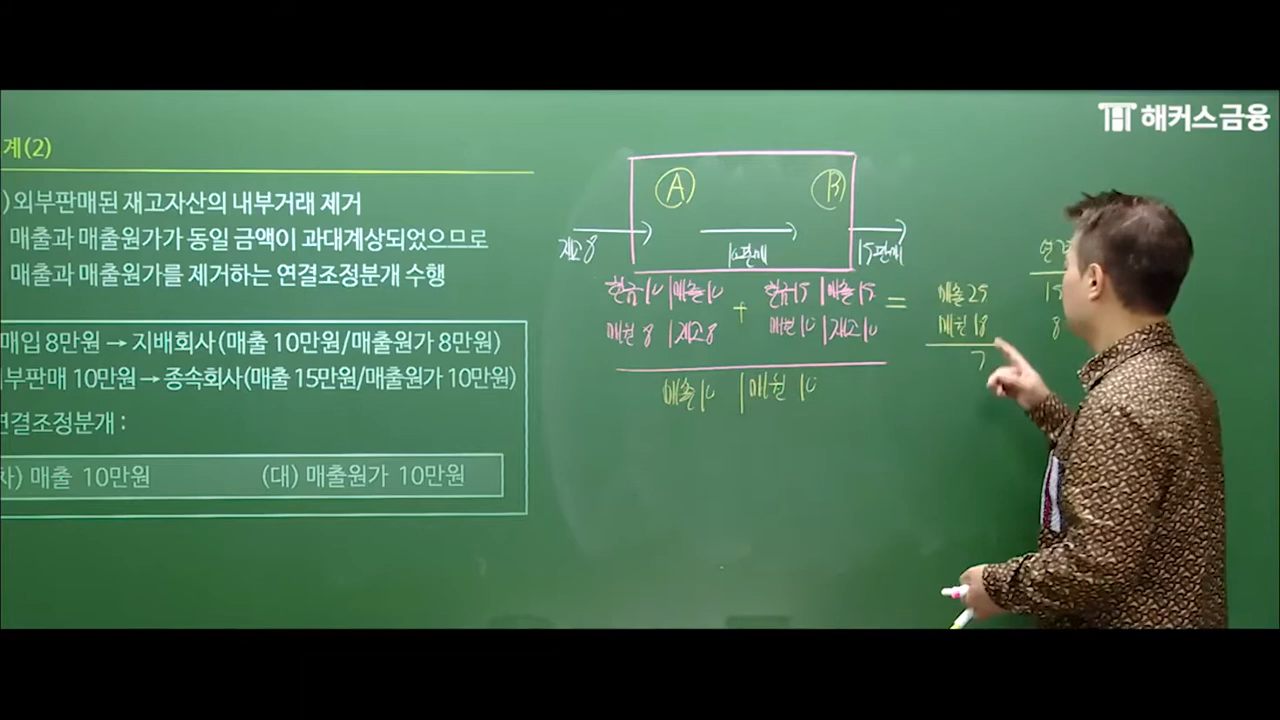 해커스금융
계(2)
)외부판매된 재고자산의 내부거래 제거
매출과 매출원가가 동일 금액이 과대계상되었으므로
매출과 매출원가를 제거하는 연결조정분개 수행
매입 8만원 → 지배회사(매출 10만원/매출원가 8만원)
부판매 10만원 → 종속회사(매출 15만원/매출원가 10만원)
연결조정분개 :
차) 매출 10만원 (대) 매출원가 10만원
A B
재고 8 10판매 15판매
현금 10 | 매출 10 + 현금 15 | 매출 15 =
매원 8 | 재고 8 매원 10 | 재고 10
매출 10 | 매원 10
매출 25
매원 18
7
연결
15
8